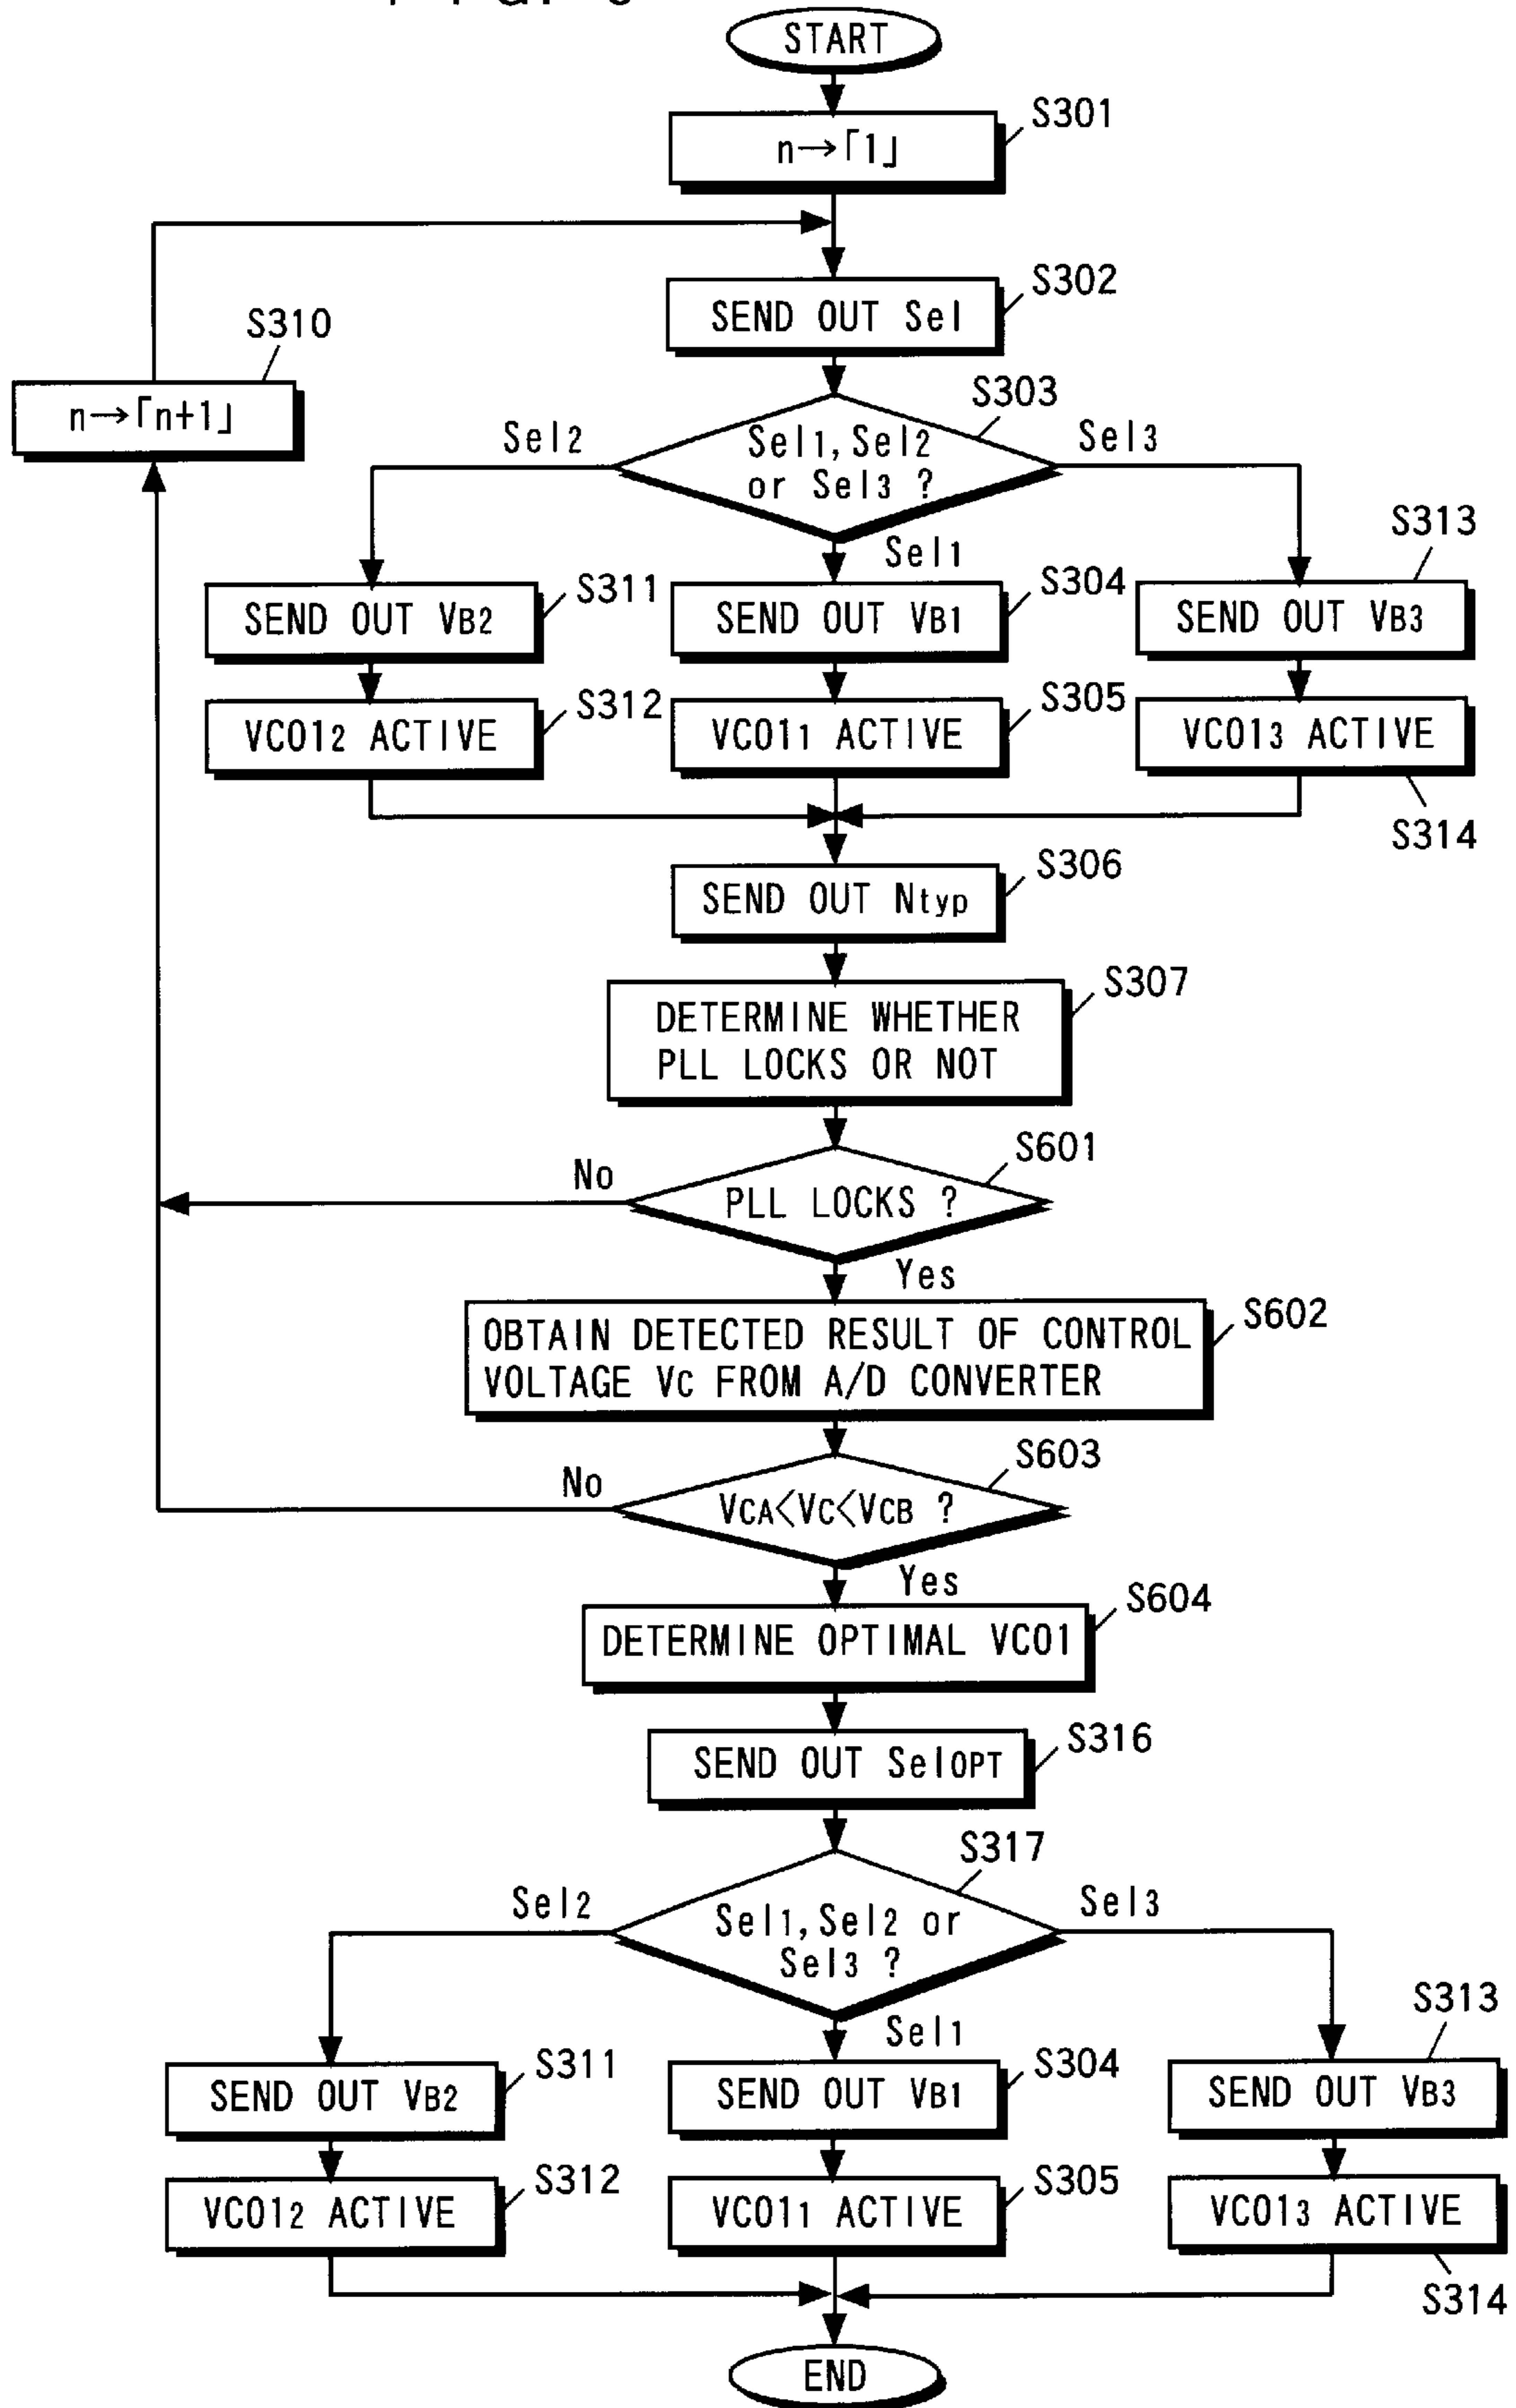 START
S301
n→「1」
S302
SEND OUT Sel
S310
n→「n+1」
S303
Sel2
Sel1, Sel2
or Sel3 ?
Sel3
Sel1
S311
SEND OUT VB2
S304
SEND OUT VB1
S313
SEND OUT VB3
S312
VCO12 ACTIVE
S305
VCO11 ACTIVE
VCO13 ACTIVE
S314
S306
SEND OUT Ntyp
S307
DETERMINE WHETHER
PLL LOCKS OR NOT
S601
No
PLL LOCKS ?
Yes
S602
OBTAIN DETECTED RESULT OF CONTROL
VOLTAGE VC FROM A/D CONVERTER
S603
No
VCA<VC<VCB ?
Yes
S604
DETERMINE OPTIMAL VCO1
S316
SEND OUT SelOPT
S317
Sel2
Sel1, Sel2 or
Sel3 ?
Sel3
Sel1
S311
SEND OUT VB2
S304
SEND OUT VB1
S313
SEND OUT VB3
S312
VCO12 ACTIVE
S305
VCO11 ACTIVE
VCO13 ACTIVE
S314
END